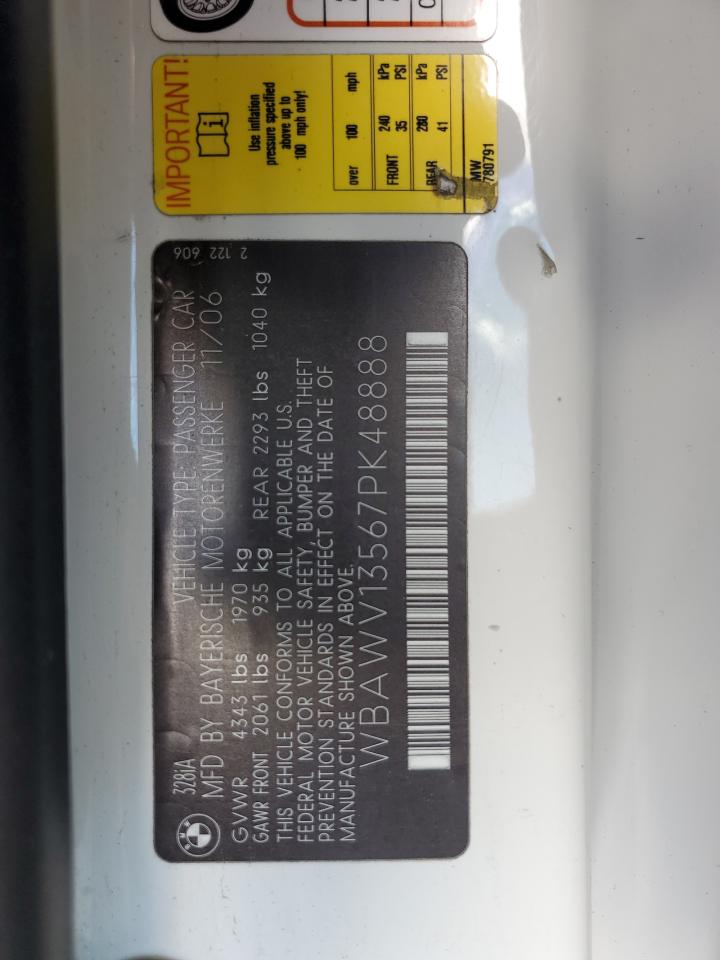 IMPORTANT!
Use inflation
pressure specified
above up to
100 mph only!
over 100 mph
FRONT 240 kPa
35 PSI
REAR 280 kPa
41 PSI
MW
780791
2 122 606
328iA VEHICLE TYPE: PASSENGER CAR
MFD BY BAYERISCHE MOTORENWERKE 11/06
GVWR 4343 lbs 1970 kg
GAWR FRONT 2061 lbs 935 kg REAR 2293 lbs 1040 kg
THIS VEHICLE CONFORMS TO ALL APPLICABLE U.S.
FEDERAL MOTOR VEHICLE SAFETY, BUMPER AND THEFT
PREVENTION STANDARDS IN EFFECT ON THE DATE OF
MANUFACTURE SHOWN ABOVE.
WBAWV13567PK48888